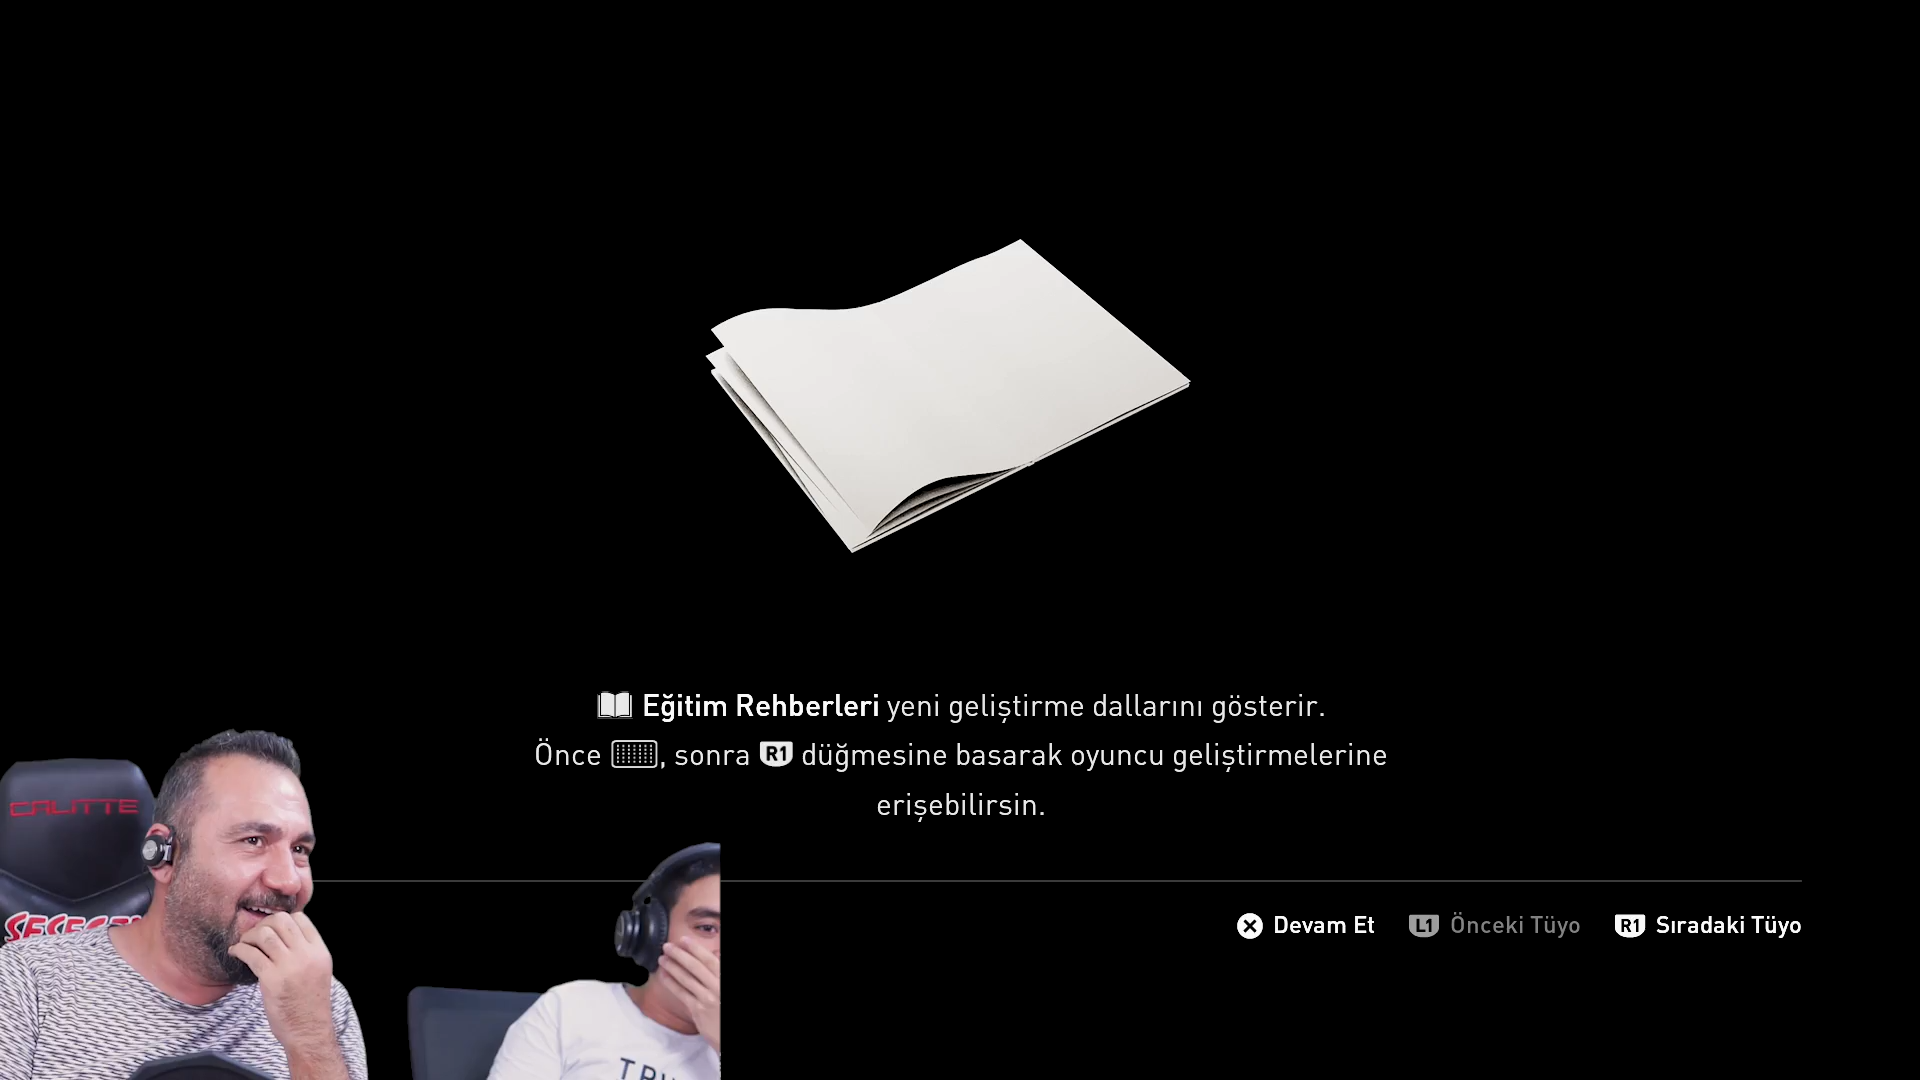 Eğitim Rehberleri yeni geliştirme dallarını gösterir.
Önce , sonra R1 düğmesine basarak oyuncu geliştirmelerine
erişebilirsin.
CALITTE
Devam Et L1 Önceki Tüyo R1 Sıradaki Tüyo